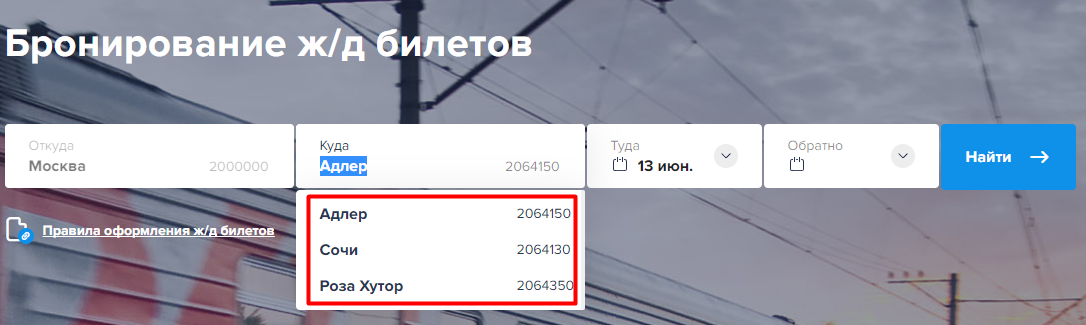 Бронирование ж/д билетов
Откуда
Москва 2000000
Куда
Адлер 2064150
Туда
13 июн.
Обратно
Найти
Адлер 2064150
Сочи 2064130
Роза Хутор 2064350
Правила оформления ж/д билетов